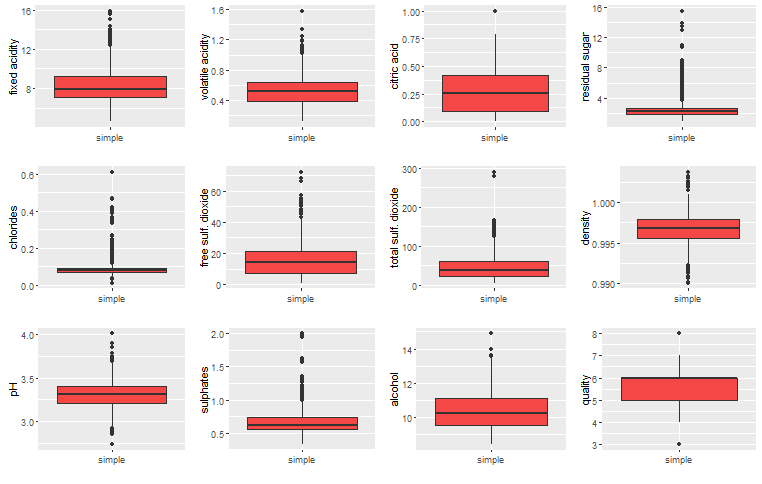 fixed acidity
16
12
8
simple
volatile acidity
1.6
1.2
0.8
0.4
simple
citric acid
1.00
0.75
0.50
0.25
0.00
simple
residual sugar
16
12
8
4
simple
chlorides
0.6
0.4
0.2
0.0
simple
free sulf. dioxide
60
40
20
0
simple
total sulf. dioxide
300
200
100
0
simple
density
1.000
0.995
0.990
simple
pH
4.0
3.5
3.0
simple
sulphates
2.0
1.5
1.0
0.5
simple
alcohol
14
12
10
simple
quality
8
7
6
5
4
3
simple